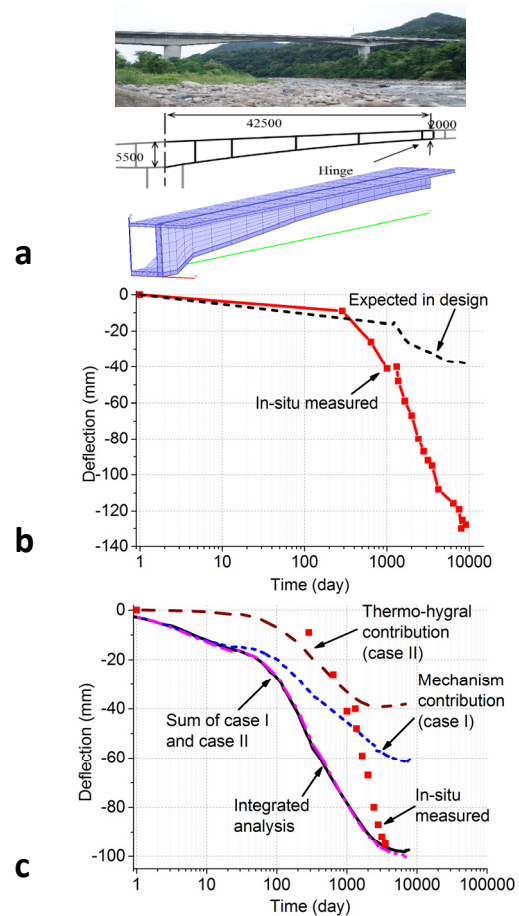 42500
2000
5500
Hinge
a
0
-20
-40
-60
-80
-100
-120
-140
Deflection (mm)
Expected in design
In-situ measured
1
10
100
1000
10000
Time (day)
b
0
-20
-40
-60
-80
-100
Deflection (mm)
Thermo-hygral
contribution
(case II)
Mechanism
contribution
(case I)
Sum of case I
and case II
Integrated
analysis
In-situ
measured
1
10
100
1000
10000
100000
Time (day)
c